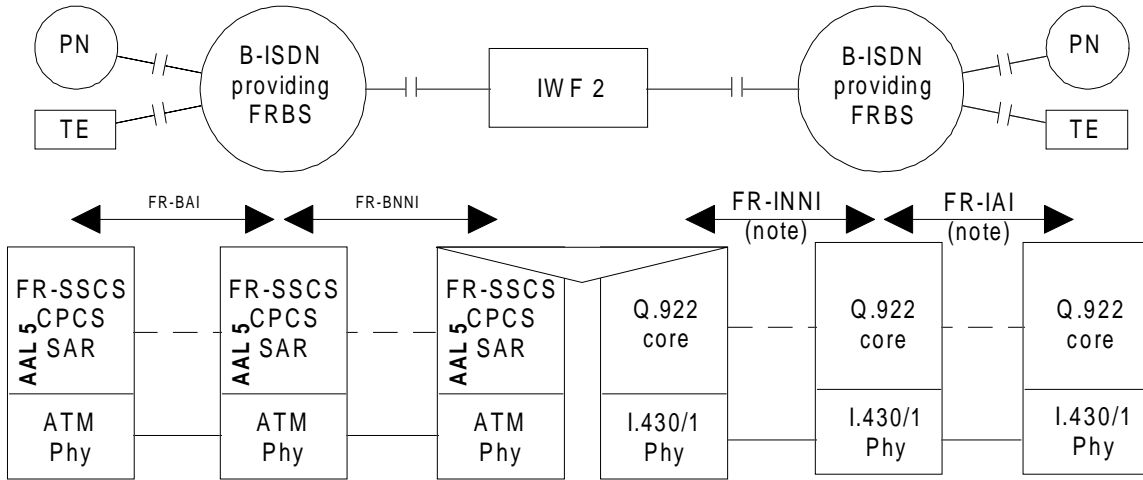 PN
TE
B-ISDN
providing
FRBS
IWF 2
B-ISDN
providing
FRBS
PN
TE
FR-BAI
FR-BNNI
FR-INNI
(note)
FR-IAI
(note)
FR-SSCS
CPCS
SAR
AAL 5
ATM
Phy
FR-SSCS
CPCS
SAR
AAL 5
ATM
Phy
FR-SSCS
CPCS
SAR
AAL 5
ATM
Phy
Q.922
core
I.430/1
Phy
Q.922
core
I.430/1
Phy
Q.922
core
I.430/1
Phy